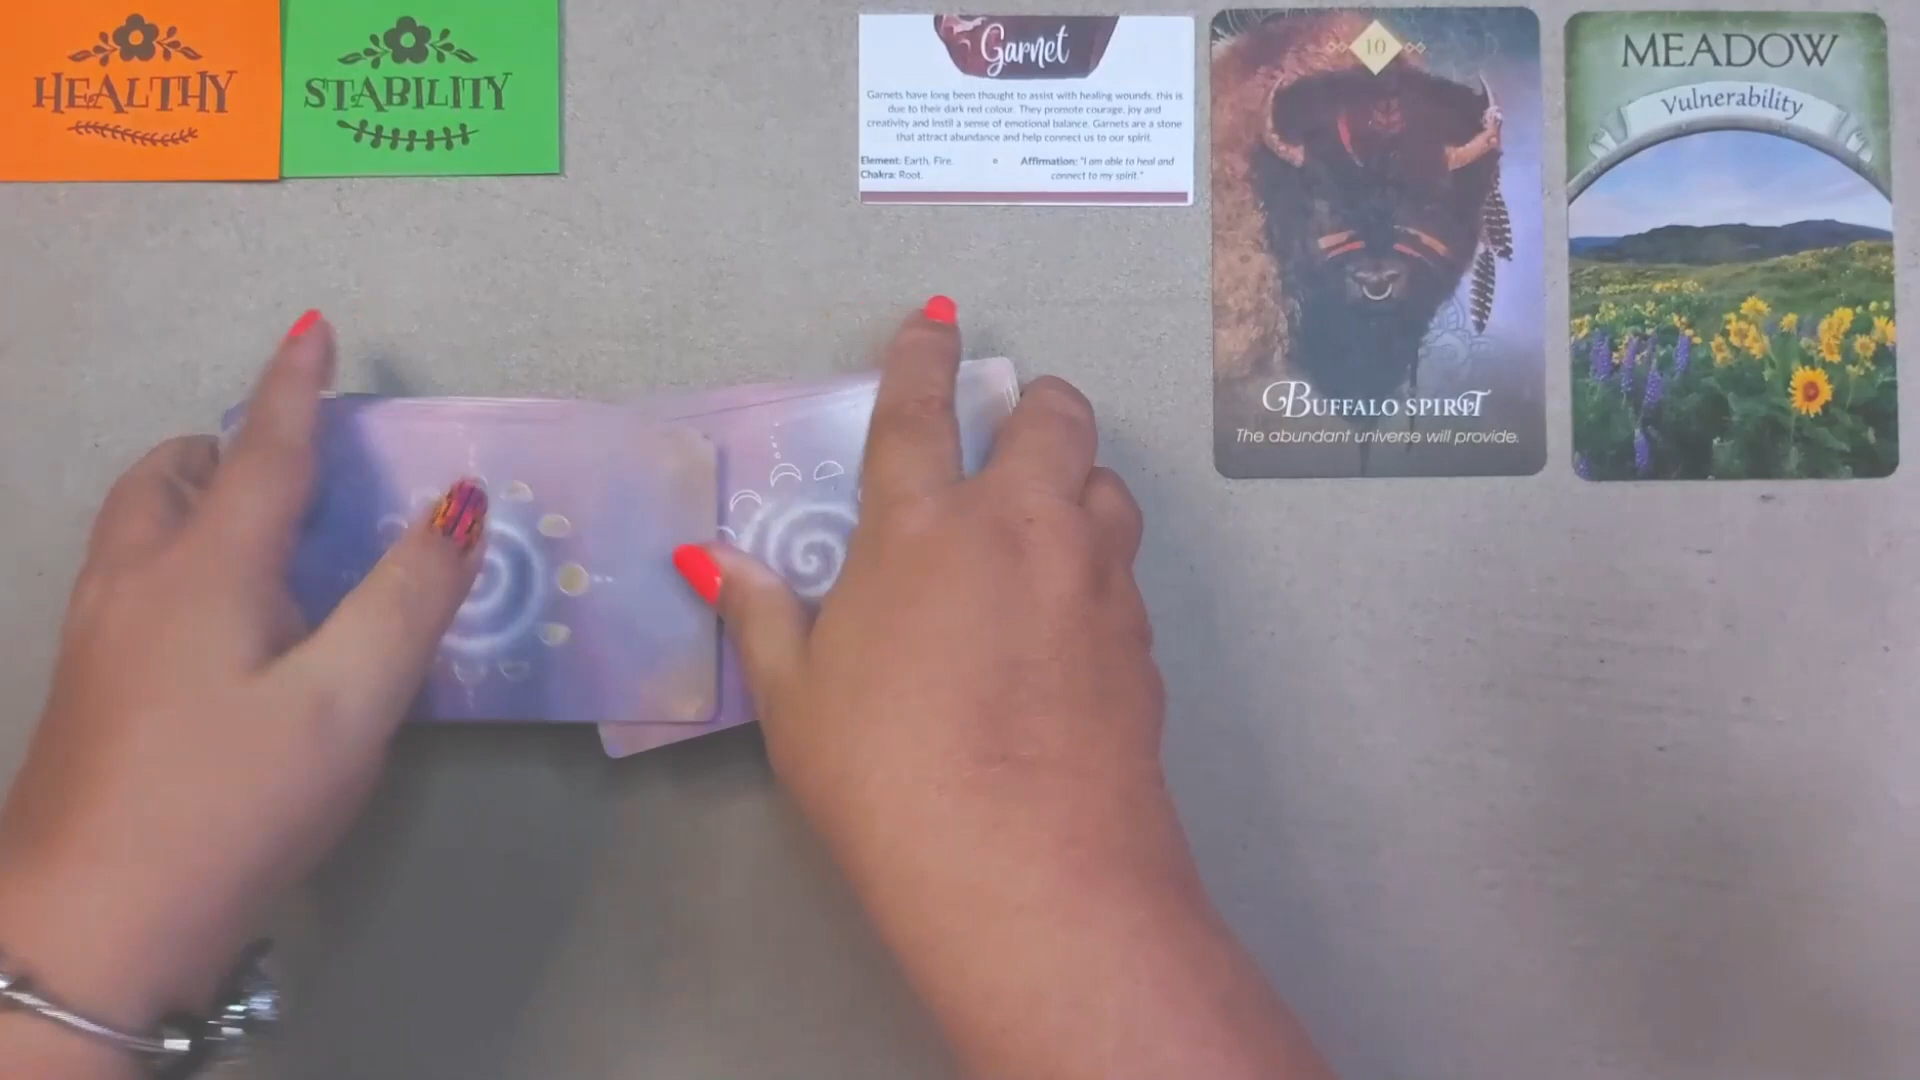 HEALTHY
STABILITY
Garnet
Garnets have long been thought to assist with healing wounds, this is
due to their dark red colour. They promote courage, joy and
creativity and instil a sense of emotional balance. Garnets are a stone
that attract abundance and help connect us to our spirit.
Element: Earth, Fire.
Chakra: Root.
Affirmation: "I am able to heal and
connect to my spirit."
10
BUFFALO SPIRIT
The abundant universe will provide.
MEADOW
Vulnerability